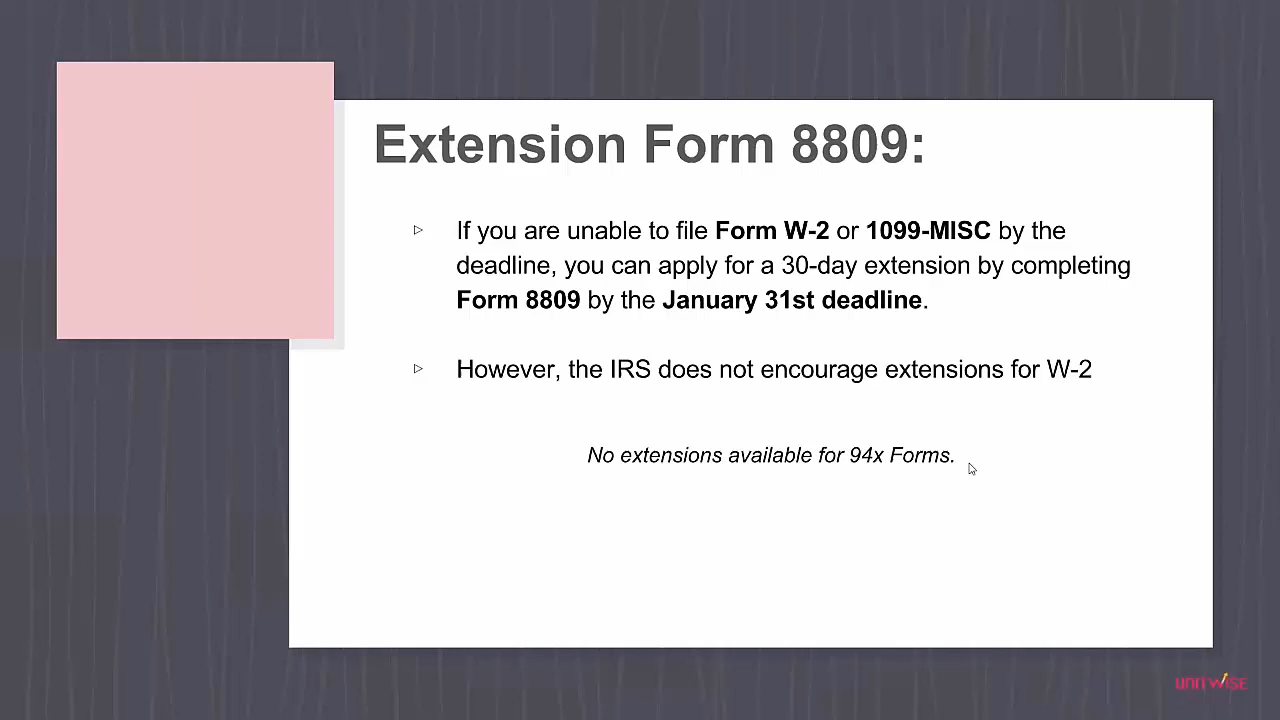 Extension Form 8809:
If you are unable to file Form W-2 or 1099-MISC by the
deadline, you can apply for a 30-day extension by completing
Form 8809 by the January 31st deadline.
However, the IRS does not encourage extensions for W-2
No extensions available for 94x Forms.
UNITWISE